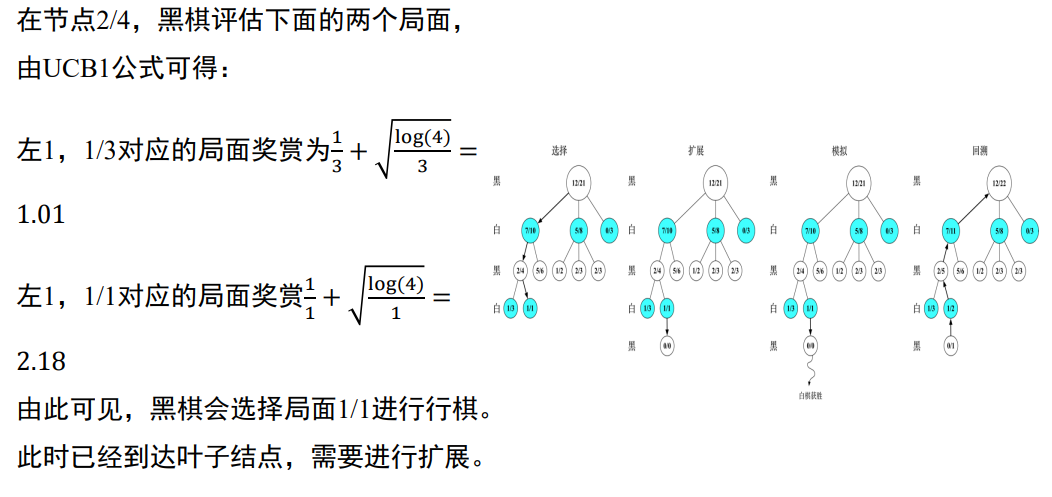 在节点2/4，黑棋评估下面的两个局面，
由UCB1公式可得：
左1，1/3对应的局面奖赏为1/3 + √(log(4)/3) =
1.01
左1，1/1对应的局面奖赏1/1 + √(log(4)/1) =
2.18
由此可见，黑棋会选择局面1/1进行行棋。
此时已经到达叶子结点，需要进行扩展。
选择 扩展 模拟 回溯
黑 12/21 黑 12/21 黑 12/21 黑 12/22
白 7/10 5/8 0/3 白 7/10 5/8 0/3 白 7/10 5/8 0/3 白 7/11 5/8 0/3
黑 2/4 5/6 1/2 2/3 2/3 黑 2/4 5/6 1/2 2/3 2/3 黑 2/4 5/6 1/2 2/3 2/3 黑 2/5 5/6 1/2 2/3 2/3
白 1/3 1/1 白 1/3 1/1 白 1/3 1/1 白 1/3 1/2
黑 0/0 黑 0/0 黑 0/1
白棋获胜